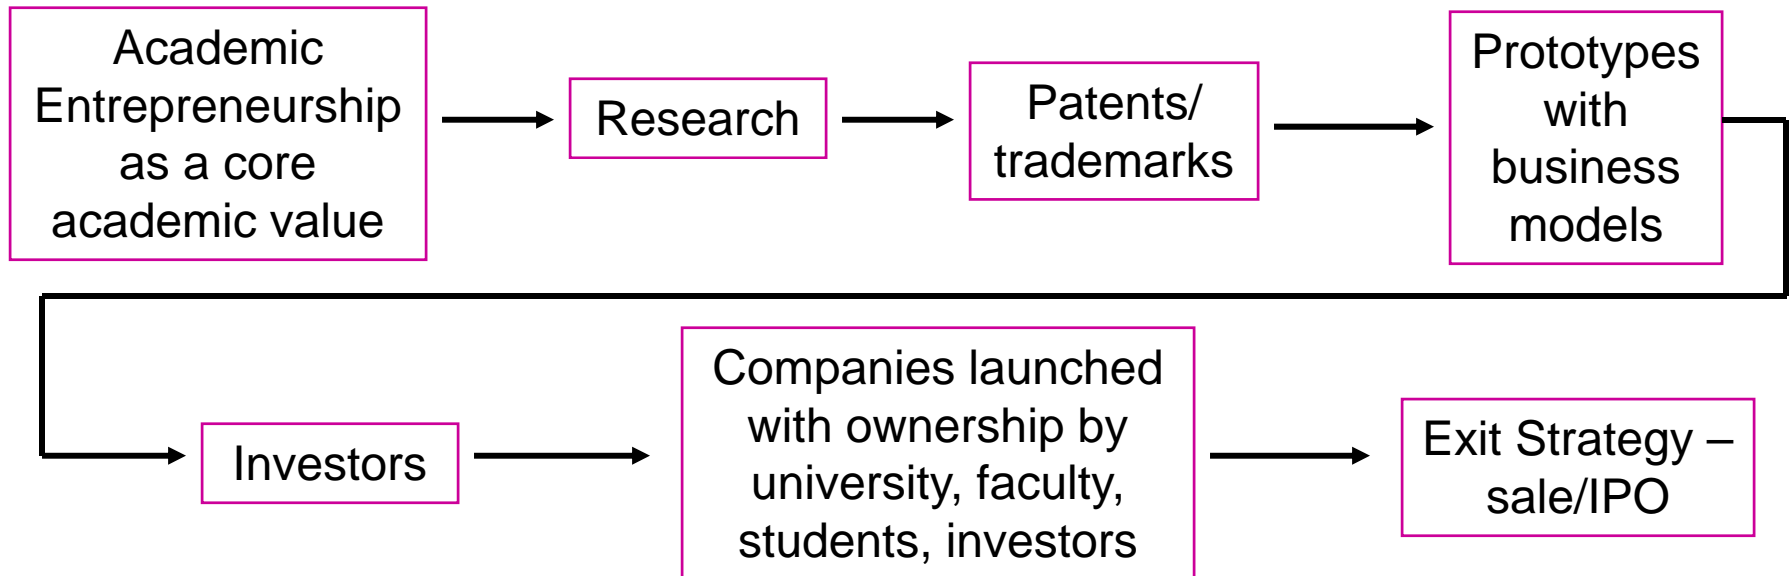 Academic
Entrepreneurship
as a core
academic value
Research
Patents/
trademarks
Prototypes
with
business
models
Investors
Companies launched
with ownership by
university, faculty,
students, investors
Exit Strategy –
sale/IPO